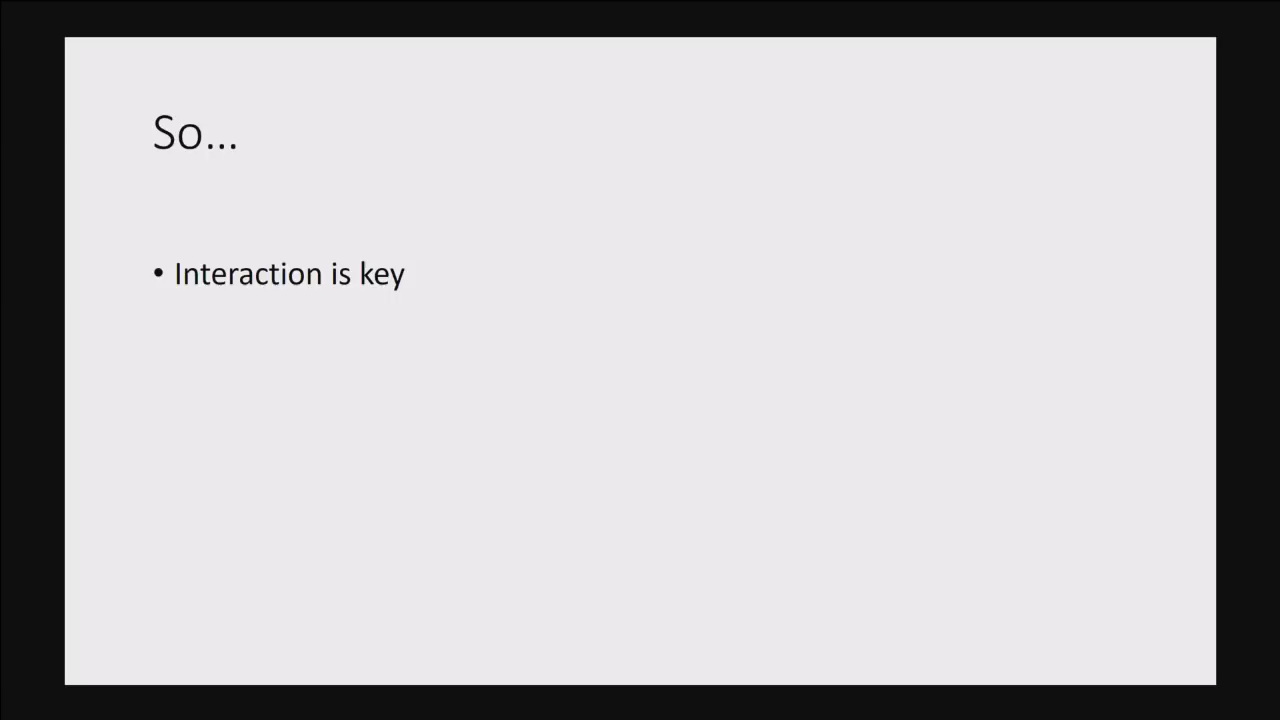 So...
• Interaction is key